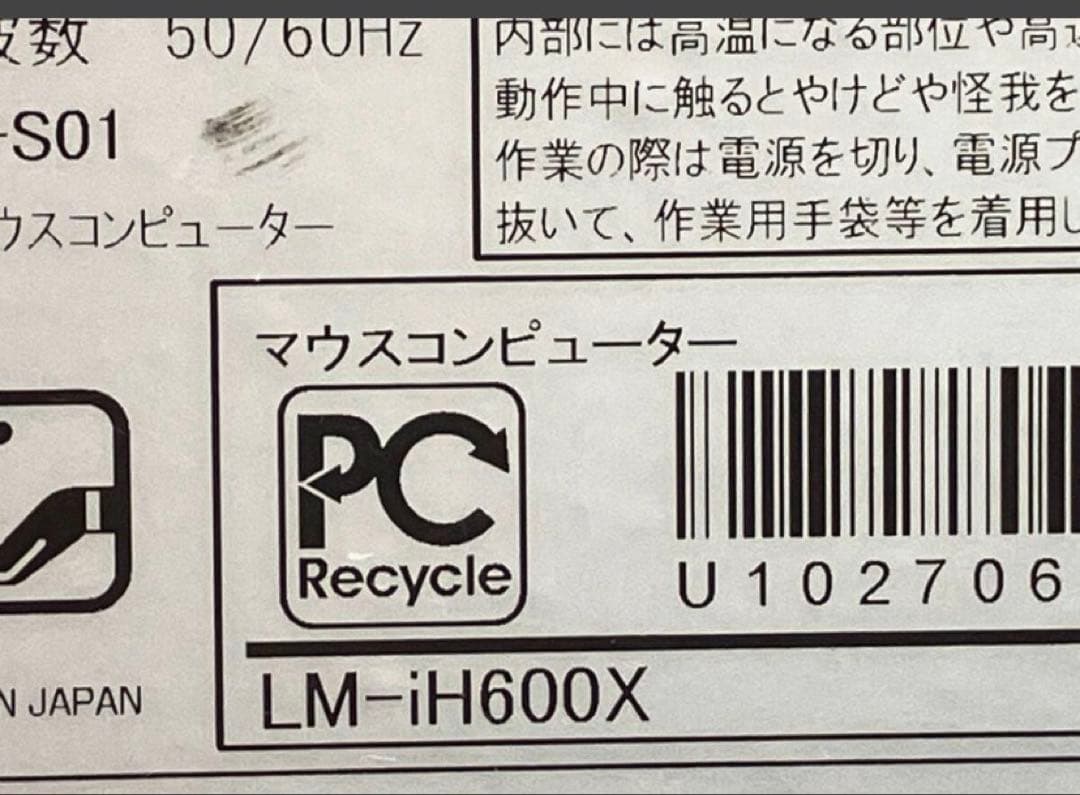 波数 50/60Hz
-S01
ウスコンピューター
内部には高温になる部位や高速
動作中に触るとやけどや怪我を
作業の際は電源を切り、電源プ
抜いて、作業用手袋等を着用し
マウスコンピューター
PC
Recycle
U102706
LM-iH600X
N JAPAN